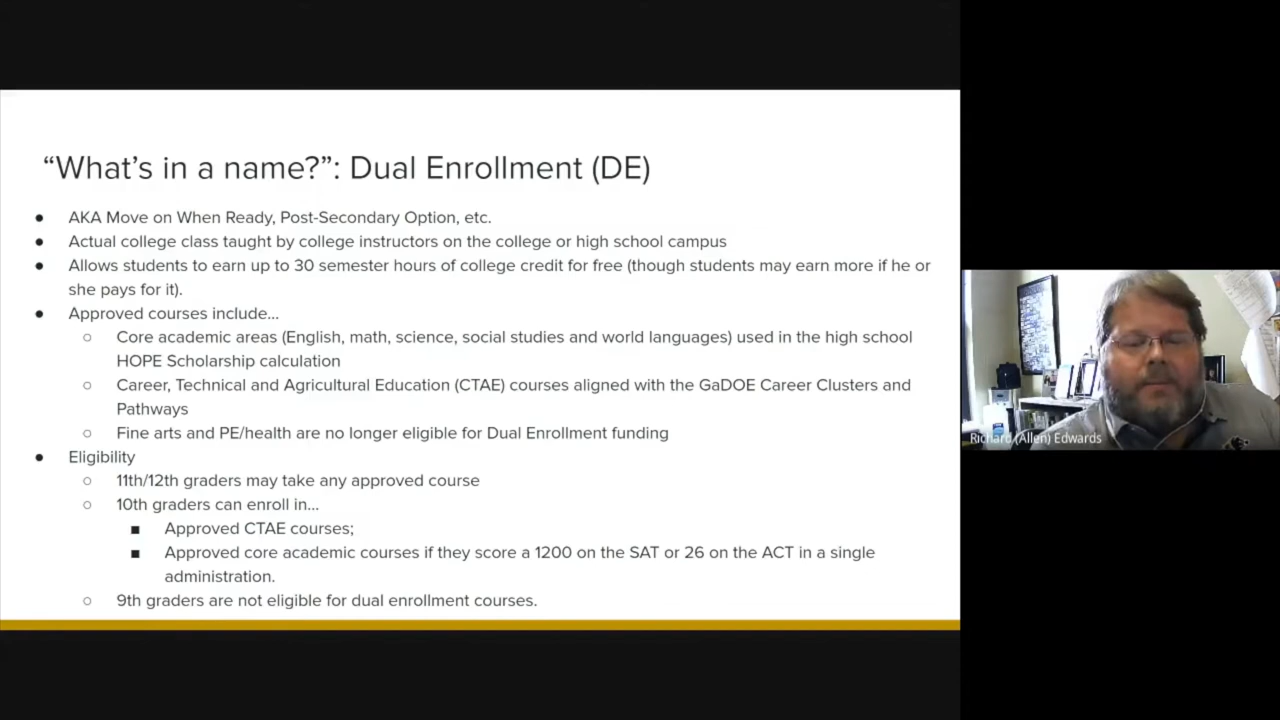 “What’s in a name?”: Dual Enrollment (DE)
● AKA Move on When Ready, Post-Secondary Option, etc.
● Actual college class taught by college instructors on the college or high school campus
● Allows students to earn up to 30 semester hours of college credit for free (though students may earn more if he or
she pays for it).
● Approved courses include…
○ Core academic areas (English, math, science, social studies and world languages) used in the high school
HOPE Scholarship calculation
○ Career, Technical and Agricultural Education (CTAE) courses aligned with the GaDOE Career Clusters and
Pathways
○ Fine arts and PE/health are no longer eligible for Dual Enrollment funding
● Eligibility
○ 11th/12th graders may take any approved course
○ 10th graders can enroll in…
■ Approved CTAE courses;
■ Approved core academic courses if they score a 1200 on the SAT or 26 on the ACT in a single
administration.
○ 9th graders are not eligible for dual enrollment courses.
Richard (Allen) Edwards